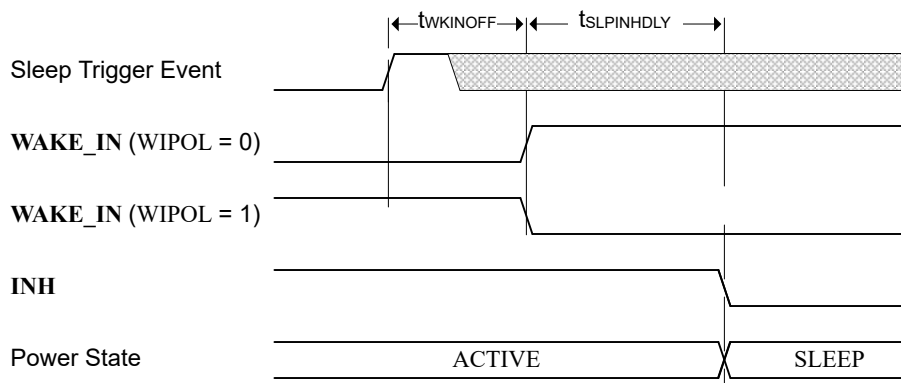 tWKINOFF tSLPINHDLY
Sleep Trigger Event
WAKE_IN (WIPOL = 0)
WAKE_IN (WIPOL = 1)
INH
Power State ACTIVE SLEEP